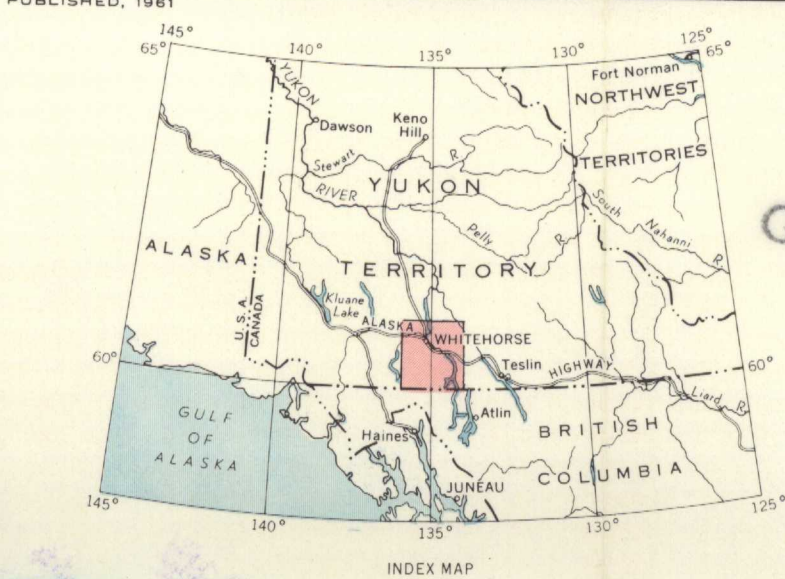 PUBLISHED, 1961
145°
65°
140°
135°
130°
125°
65°
YUKON
Dawson
Keno
Hill
Fort Norman
NORTHWEST
TERRITORIES
Stewart
R.
YUKON
RIVER
Pelly
R.
South
Nahanni
R.
ALASKA
TERRITORY
U.S.A.
CANADA
Kluane
Lake
ALASKA
WHITEHORSE
Teslin
HIGHWAY
60°
60°
Liard R.
Atlin
GULF
OF
ALASKA
Haines
BRITISH
COLUMBIA
JUNEAU
145°
140°
135°
130°
125°
INDEX MAP